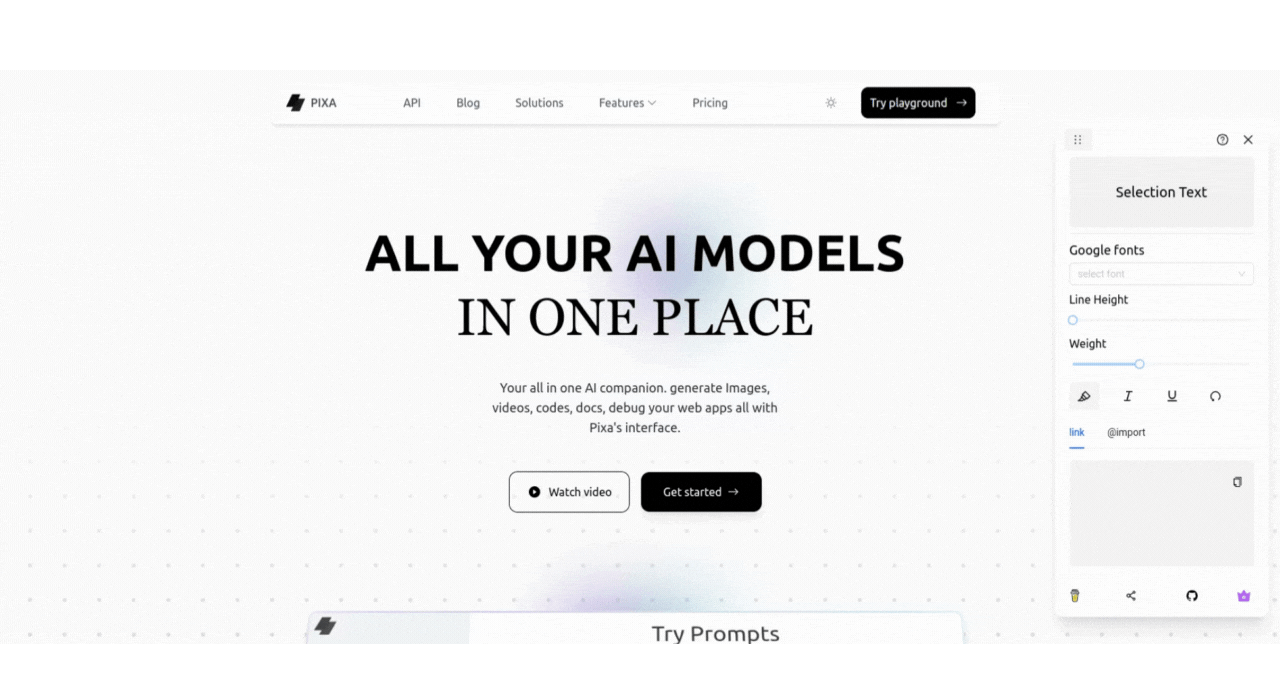 PIXA
API
Blog
Solutions
Features
Pricing
Try playground
ALL YOUR AI MODELS
IN ONE PLACE
Your all in one AI companion. generate Images,
videos, codes, docs, debug your web apps all with
Pixa's interface.
Watch video
Get started
Try Prompts
Selection Text
Google fonts
select font
Line Height
Weight
link
@import